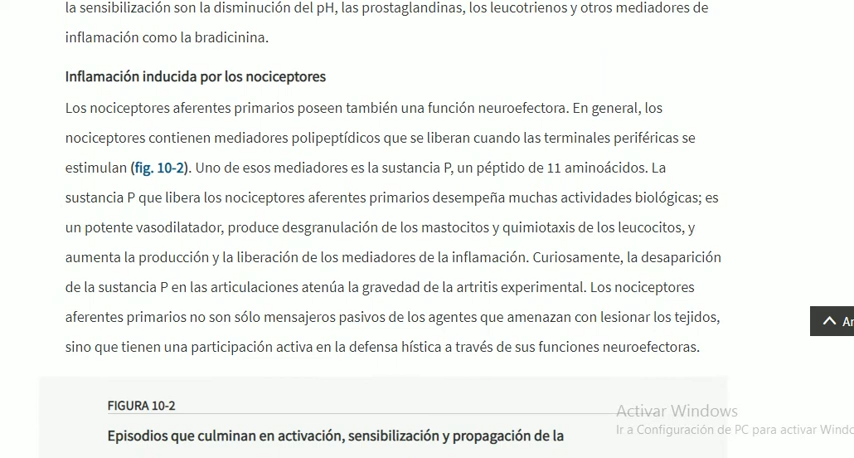 la sensibilización son la disminución del pH, las prostaglandinas, los leucotrienos y otros mediadores de
inflamación como la bradicinina.
Inflamación inducida por los nociceptores
Los nociceptores aferentes primarios poseen también una función neuroefectora. En general, los
nociceptores contienen mediadores polipeptídicos que se liberan cuando las terminales periféricas se
estimulan (fig. 10-2). Uno de esos mediadores es la sustancia P, un péptido de 11 aminoácidos. La
sustancia P que libera los nociceptores aferentes primarios desempeña muchas actividades biológicas; es
un potente vasodilatador, produce desgranulación de los mastocitos y quimiotaxis de los leucocitos, y
aumenta la producción y la liberación de los mediadores de la inflamación. Curiosamente, la desaparición
de la sustancia P en las articulaciones atenúa la gravedad de la artritis experimental. Los nociceptores
aferentes primarios no son sólo mensajeros pasivos de los agentes que amenazan con lesionar los tejidos,
sino que tienen una participación activa en la defensa hística a través de sus funciones neuroefectoras.
Ar
FIGURA 10-2
Activar Windows
Ir a Configuración de PC para activar Windo
Episodios que culminan en activación, sensibilización y propagación de la